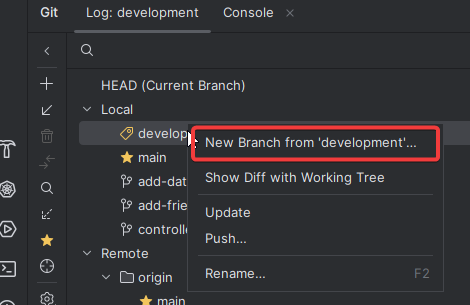 Git Log: development Console ×
HEAD (Current Branch)
Local
develop
New Branch from 'development'...
main
Show Diff with Working Tree
add-dat
Update
add-frie
Push...
controlle
Remote
Rename... F2
origin
main